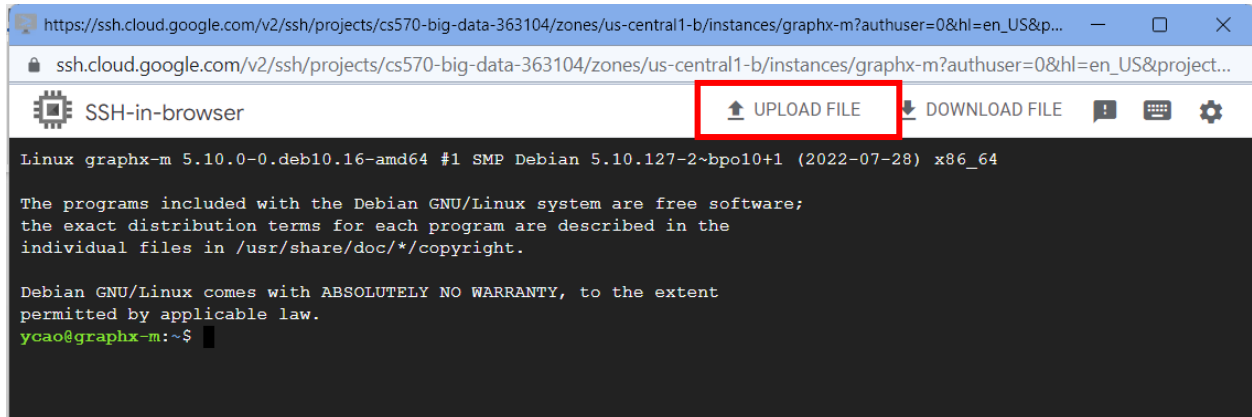 https://ssh.cloud.google.com/v2/ssh/projects/cs570-big-data-363104/zones/us-central1-b/instances/graphx-m?authuser=0&hl=en_US&p...
ssh.cloud.google.com/v2/ssh/projects/cs570-big-data-363104/zones/us-central1-b/instances/graphx-m?authuser=0&hl=en_US&project...
SSH-in-browser UPLOAD FILE DOWNLOAD FILE
Linux graphx-m 5.10.0-0.deb10.16-amd64 #1 SMP Debian 5.10.127-2~bpo10+1 (2022-07-28) x86_64
The programs included with the Debian GNU/Linux system are free software;
the exact distribution terms for each program are described in the
individual files in /usr/share/doc/*/copyright.
Debian GNU/Linux comes with ABSOLUTELY NO WARRANTY, to the extent
permitted by applicable law.
ycao@graphx-m:~$